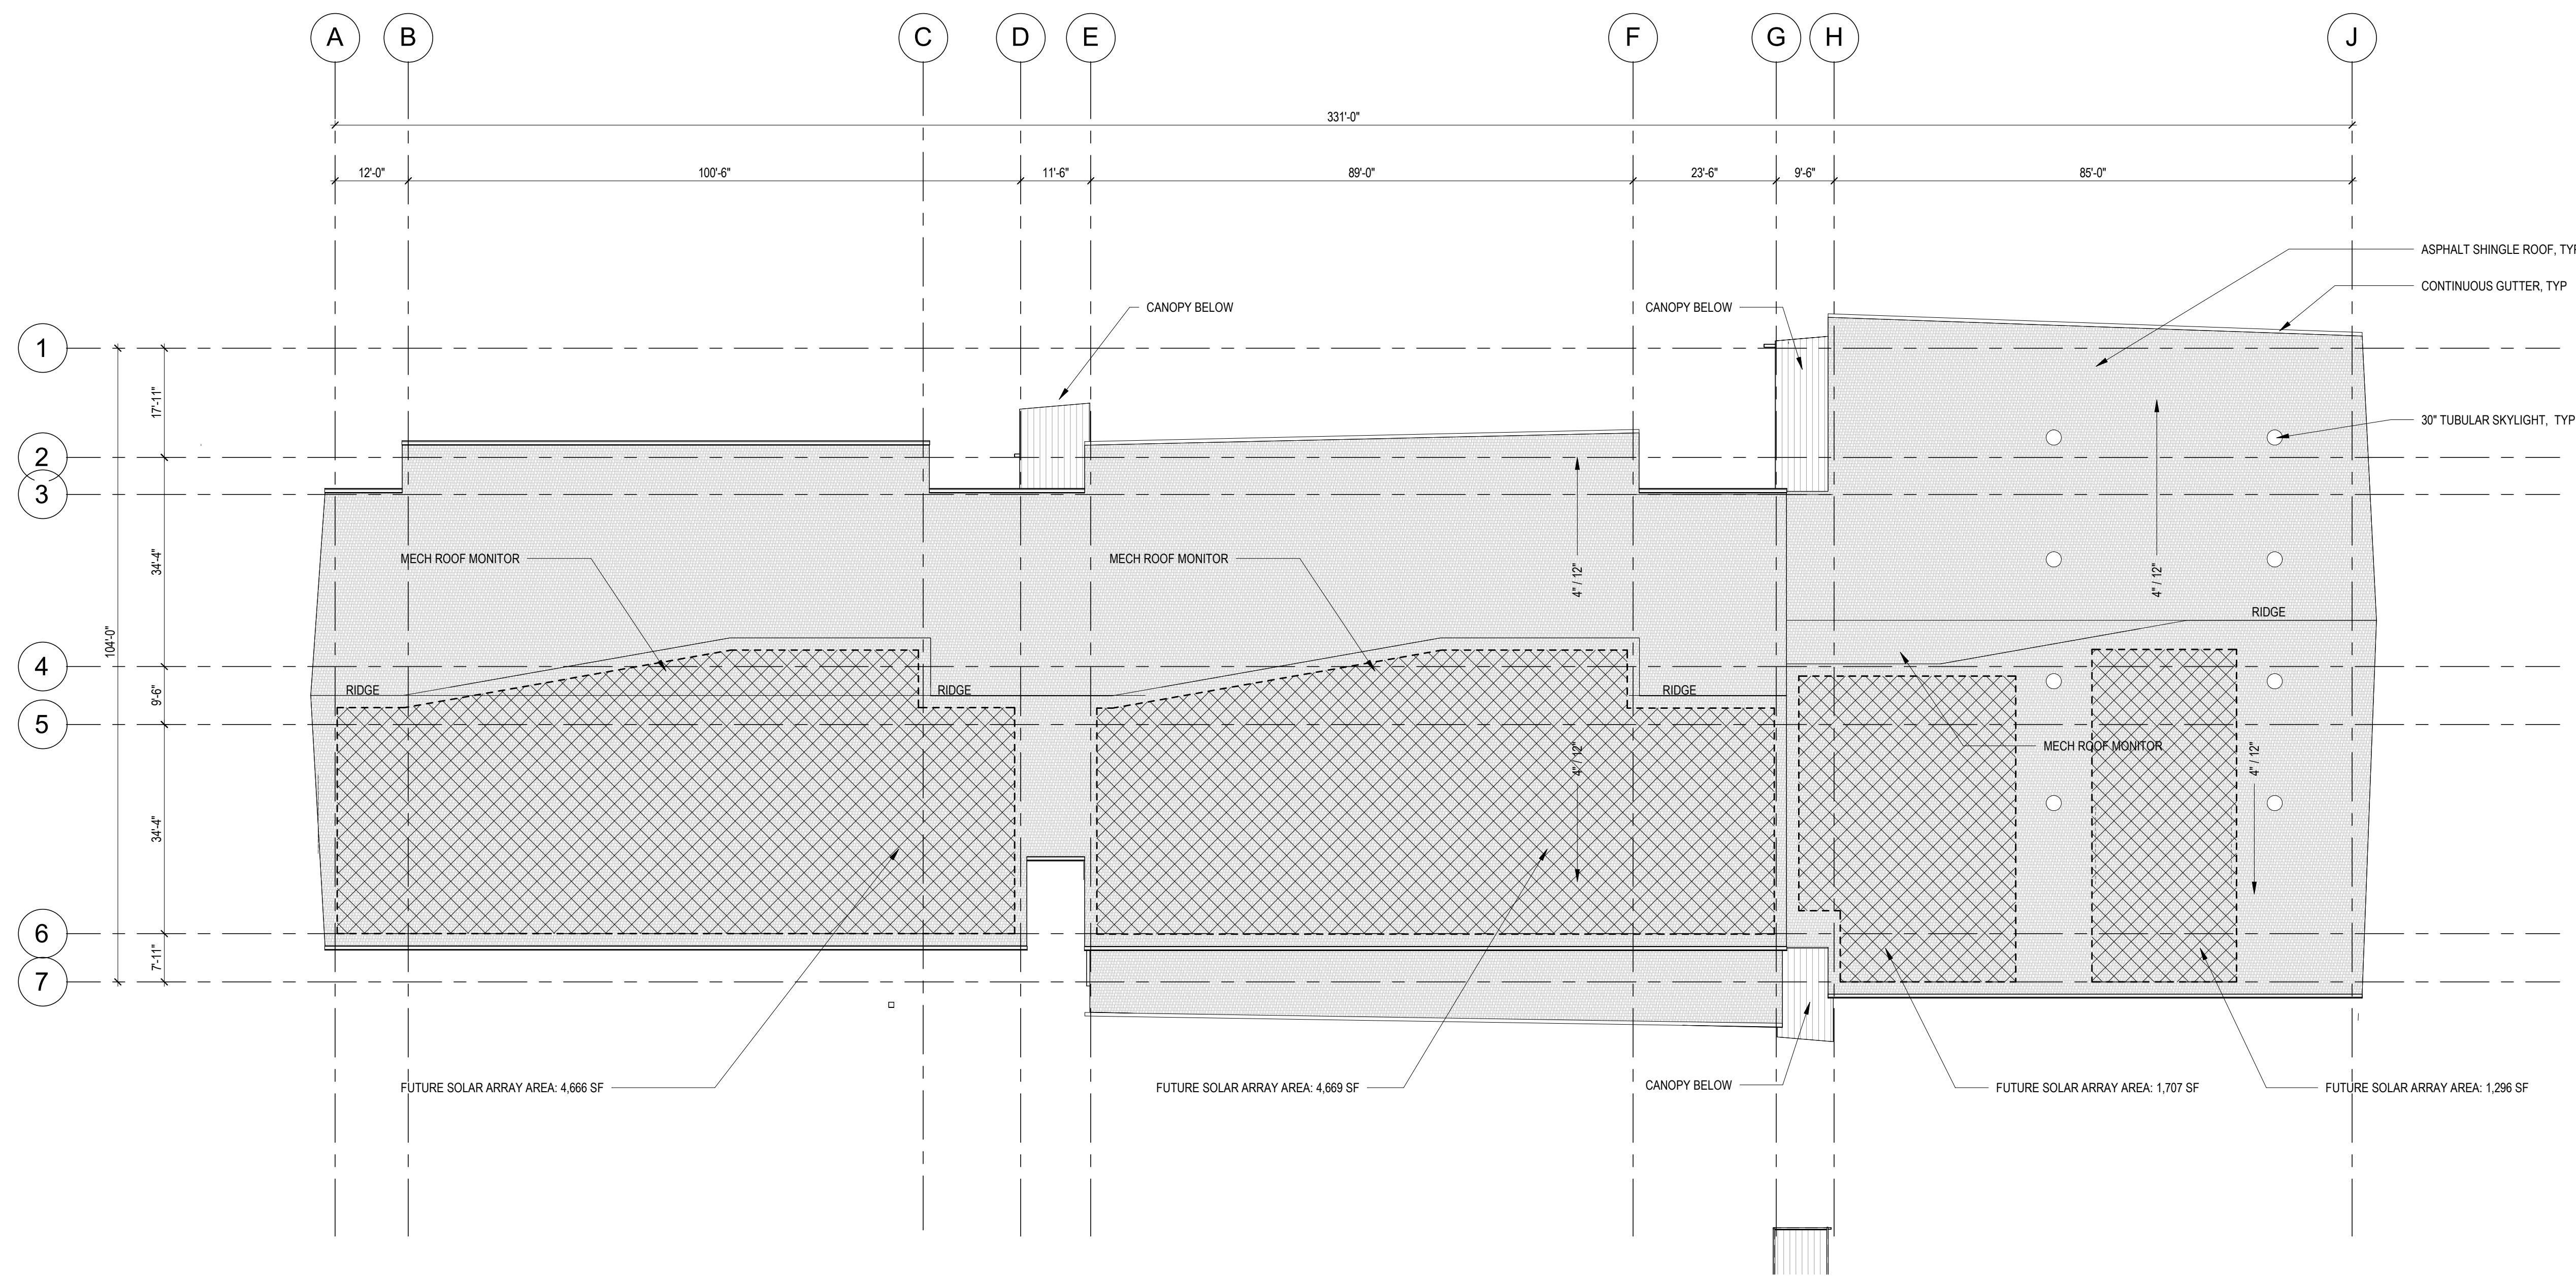 A B C D E F G H J
331'-0"
12'-0" 100'-6" 11'-6" 89'-0" 23'-6" 9'-6" 85'-0"
ASPHALT SHINGLE ROOF, TYP
CONTINUOUS GUTTER, TYP
CANOPY BELOW
CANOPY BELOW
1
17'-11"
30" TUBULAR SKYLIGHT, TYP
2
3
34'-4"
MECH ROOF MONITOR
MECH ROOF MONITOR
4" / 12"
4" / 12"
RIDGE
104'-0"
4
9'-6"
RIDGE
RIDGE
RIDGE
5
MECH ROOF MONITOR
4" / 12"
4" / 12"
34'-4"
6
7'-11"
7
FUTURE SOLAR ARRAY AREA: 4,666 SF
FUTURE SOLAR ARRAY AREA: 4,669 SF
CANOPY BELOW
FUTURE SOLAR ARRAY AREA: 1,707 SF
FUTURE SOLAR ARRAY AREA: 1,296 SF